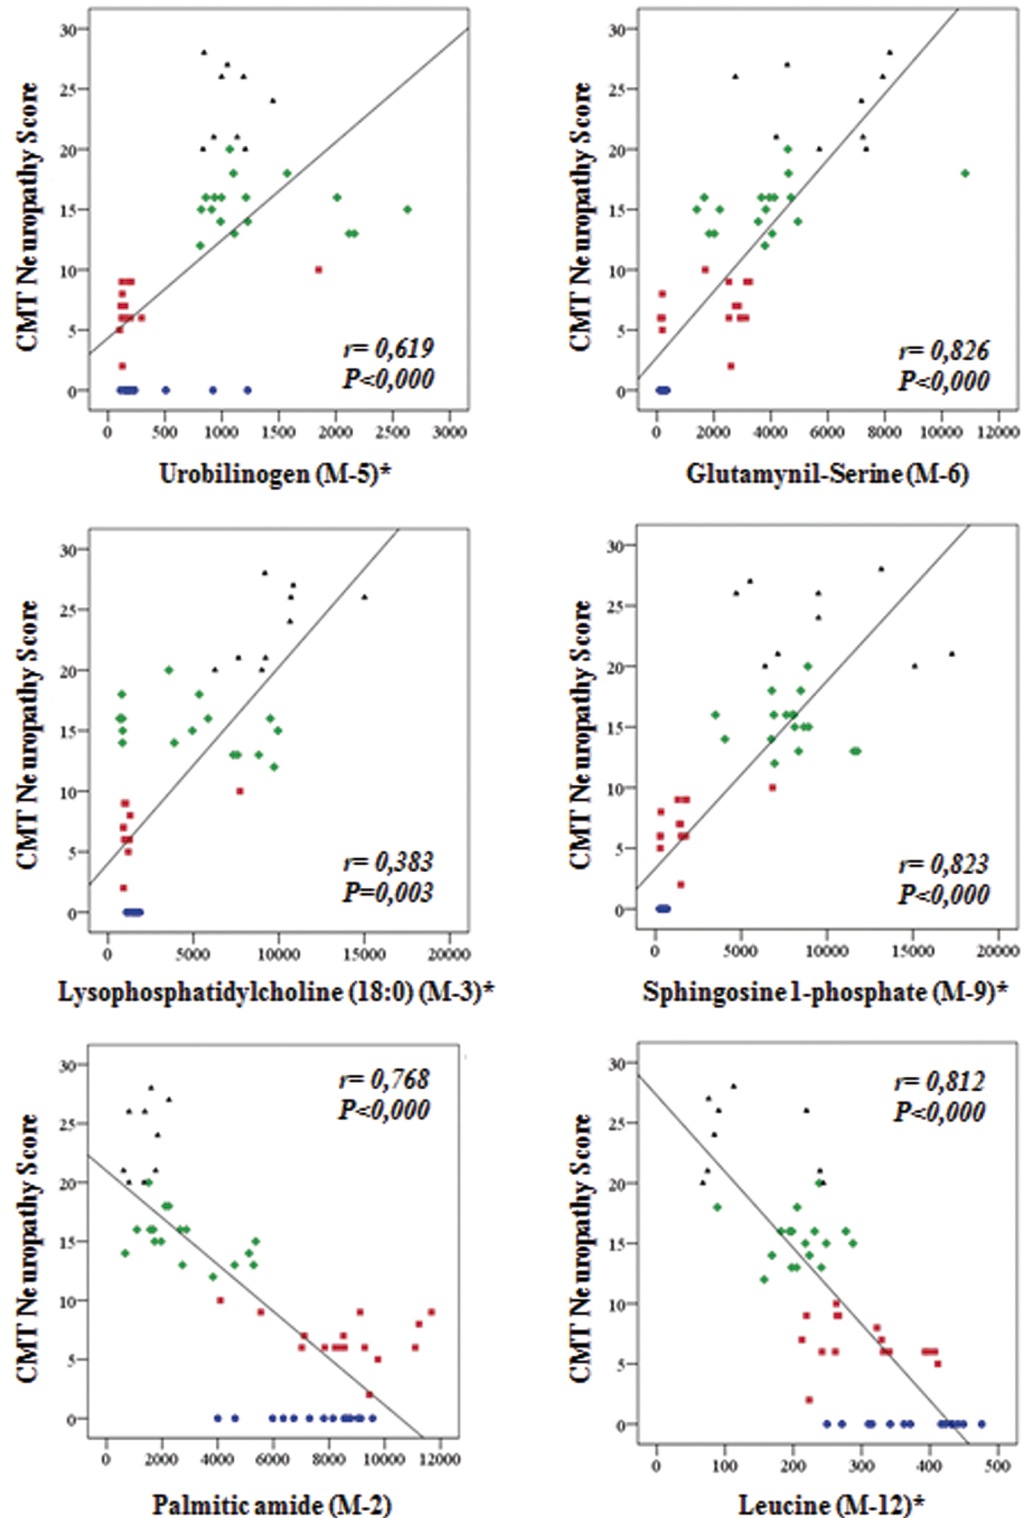 CMT Neuropathy Score
30
25
20
15
10
5
0
r= 0,619
P<0,000
0 500 1000 1500 2000 2500 3000
Urobilinogen (M-5)*
CMT Neuropathy Score
30
25
20
15
10
5
0
r= 0,826
P<0,000
0 2000 4000 6000 8000 10000 12000
Glutamynil-Serine (M-6)
CMT Neuropathy Score
30
25
20
15
10
5
0
r= 0,383
P=0,003
0 5000 10000 15000 20000
Lysophosphatidylcholine (18:0) (M-3)*
CMT Neuropathy Score
30
25
20
15
10
5
0
r= 0,823
P<0,000
0 5000 10000 15000 20000
Sphingosine 1-phosphate (M-9)*
CMT Neuropathy Score
30
25
20
15
10
5
0
r= 0,768
P<0,000
0 2000 4000 6000 8000 10000 12000
Palmitic amide (M-2)
CMT Neuropathy Score
30
25
20
15
10
5
0
r= 0,812
P<0,000
0 100 200 300 400 500
Leucine (M-12)*